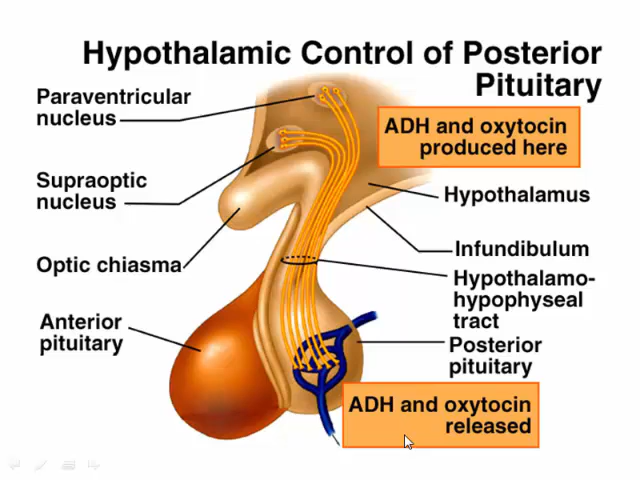 Hypothalamic Control of Posterior
Pituitary
Paraventricular
nucleus
ADH and oxytocin
produced here
Supraoptic
nucleus
Hypothalamus
Optic chiasma
Infundibulum
Hypothalamo-
hypophyseal
tract
Anterior
pituitary
Posterior
pituitary
ADH and oxytocin
released